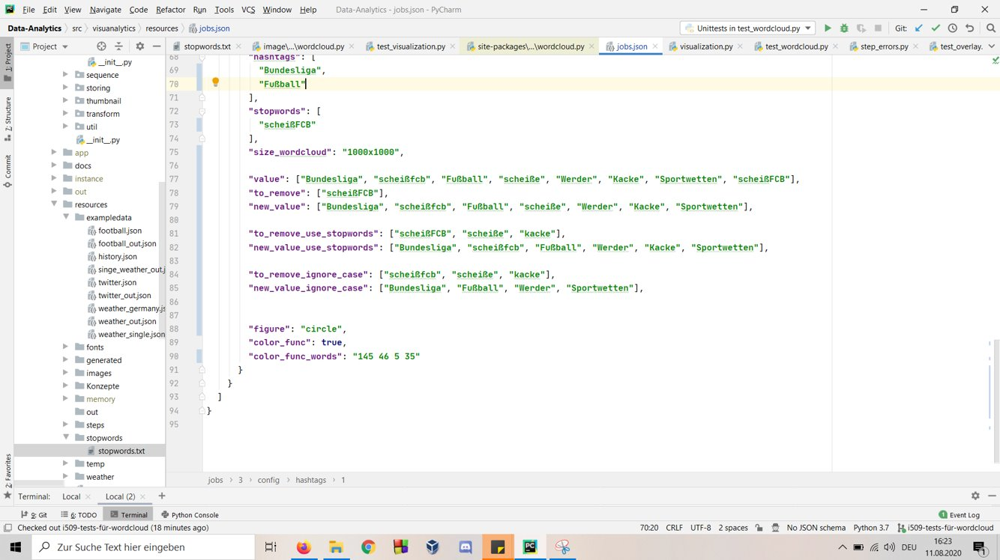 File Edit View Navigate Code Refactor Run Tools VCS Window Help Data-Analytics - jobs.json - PyCharm
Data-Analytics src visuanalytics resources jobs.json Unittests in test_wordcloud.py Git:
1: Project
Z: Structure
Commit
2: Favorites
Project
stopwords.txt image\...\wordcloud.py test_visualization.py site-packages\...\wordcloud.py jobs.json visualization.py test_wordcloud.py step_errors.py test_overlay.
__init__.py
sequence
storing
thumbnail
transform
util
__init__.py
app
docs
instance
out
resources
exampledata
football.json
football_out.json
history.json
singe_weather_out.j
twitter.json
twitter_out.json
weather_germany.js
weather_out.json
weather_single.json
fonts
generated
images
Konzepte
memory
out
steps
stopwords
stopwords.txt
temp
weather
68 "hashtags": [
69 "Bundesliga",
70 "Fußball"
71 ],
72 "stopwords": [
73 "scheißFCB"
74 ],
75 "size_wordcloud": "1000x1000",
76
77 "value": ["Bundesliga", "scheißfcb", "Fußball", "scheiße", "Werder", "Kacke", "Sportwetten", "scheißFCB"],
78 "to_remove": ["scheißFCB"],
79 "new_value": ["Bundesliga", "scheißfcb", "Fußball", "scheiße", "Werder", "Kacke", "Sportwetten"],
80
81 "to_remove_use_stopwords": ["scheißFCB", "scheiße", "kacke"],
82 "new_value_use_stopwords": ["Bundesliga", "scheißfcb", "Fußball", "Werder", "Kacke", "Sportwetten"],
83
84 "to_remove_ignore_case": ["scheißfcb", "scheiße", "kacke"],
85 "new_value_ignore_case": ["Bundesliga", "Fußball", "Werder", "Sportwetten"],
86
87
88 "figure": "circle",
89 "color_func": true,
90 "color_func_words": "145 46 5 35"
91 }
92 }
93 ]
94 }
95
jobs 3 config hashtags 1
Terminal: Local Local (2)
9: Git 6: TODO Terminal Python Console 1 Event Log
Checked out i509-tests-für-wordcloud (18 minutes ago) 70:20 CRLF UTF-8 2 spaces No JSON schema Python 3.7 i509-tests-für-wordcloud
Zur Suche Text hier eingeben DEU 16:23
11.08.2020 1